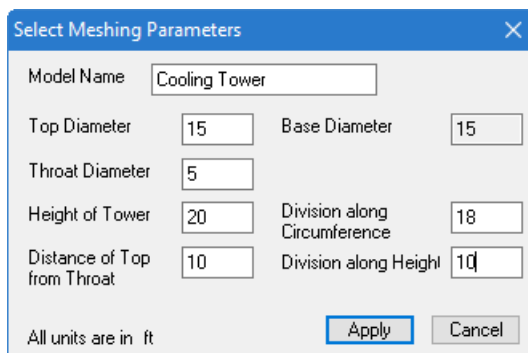 Select Meshing Parameters
Model Name Cooling Tower
Top Diameter 15 Base Diameter 15
Throat Diameter 5
Height of Tower 20 Division along Circumference 18
Distance of Top from Throat 10 Division along Height 10
All units are in ft Apply Cancel